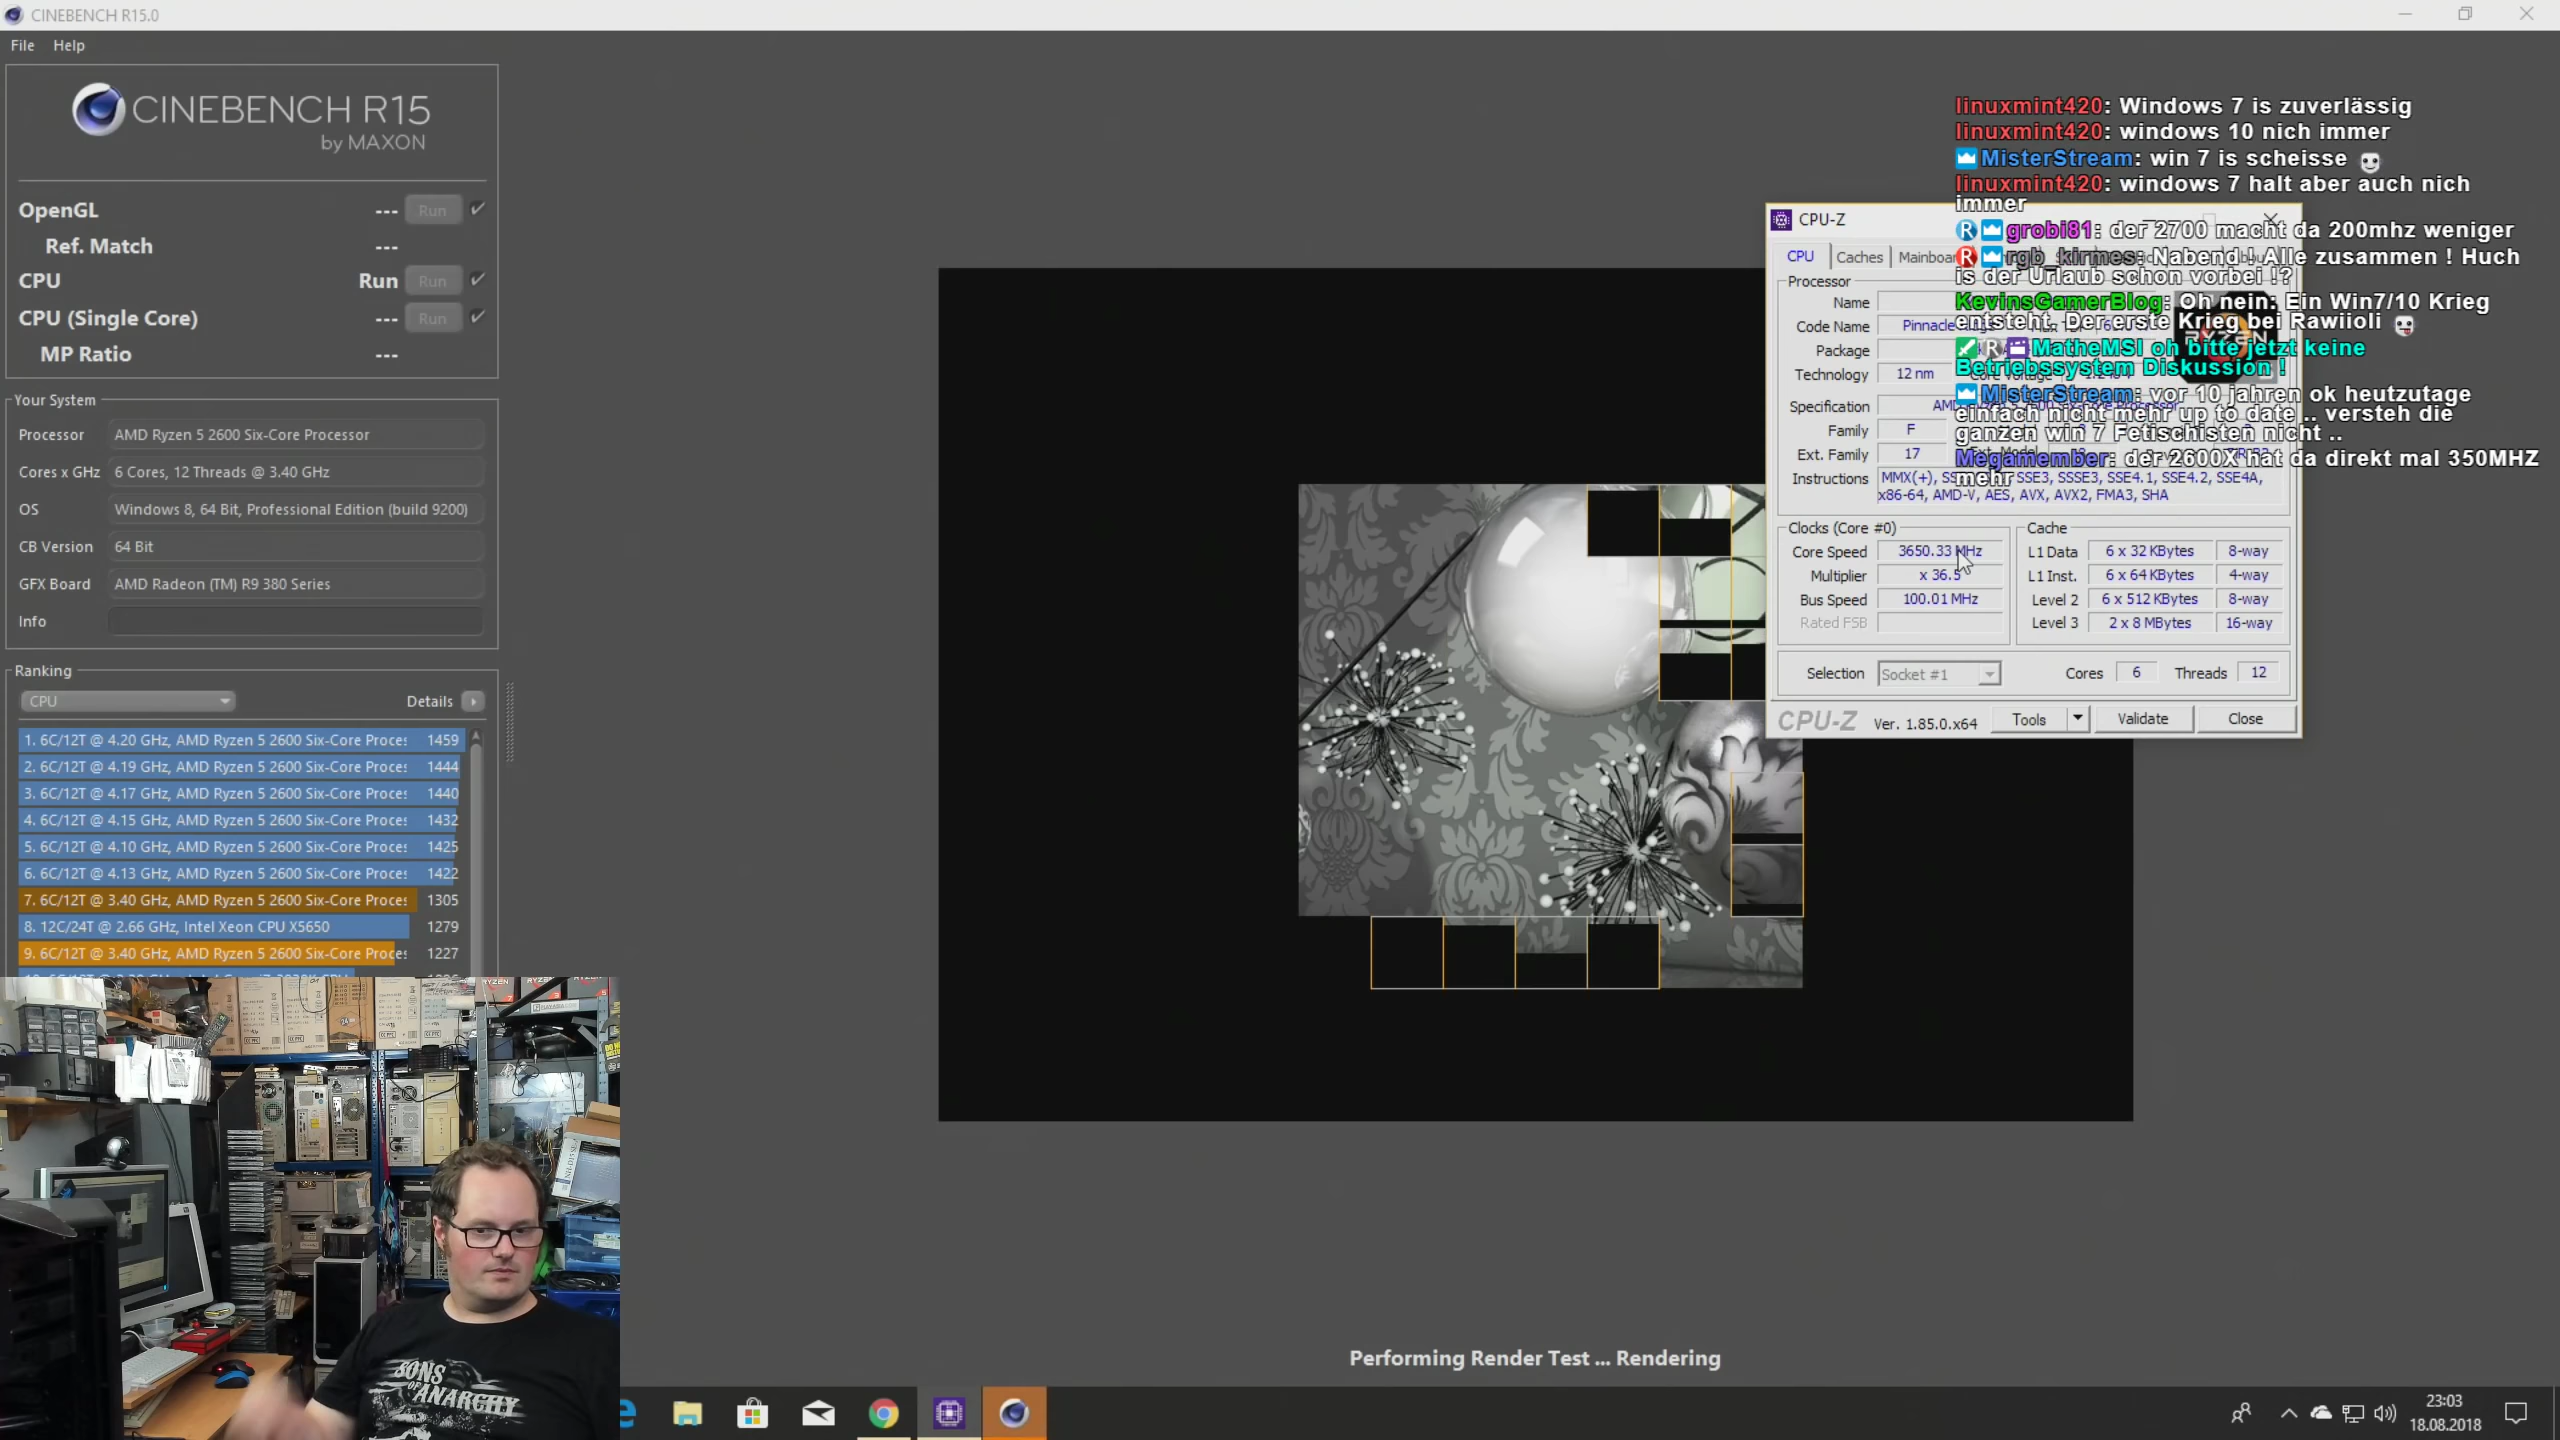 CINEBENCH R15.0
File Help
CINEBENCH R15
by MAXON
OpenGL --- Run
Ref. Match ---
CPU Run Run
CPU (Single Core) --- Run
MP Ratio ---
Your System
Processor AMD Ryzen 5 2600 Six-Core Processor
Cores x GHz 6 Cores, 12 Threads @ 3.40 GHz
OS Windows 8, 64 Bit, Professional Edition (build 9200)
CB Version 64 Bit
GFX Board AMD Radeon (TM) R9 380 Series
Info
Ranking
CPU Details
1. 6C/12T @ 4.20 GHz, AMD Ryzen 5 2600 Six-Core Proces 1459
2. 6C/12T @ 4.19 GHz, AMD Ryzen 5 2600 Six-Core Proces 1444
3. 6C/12T @ 4.17 GHz, AMD Ryzen 5 2600 Six-Core Proces 1440
4. 6C/12T @ 4.15 GHz, AMD Ryzen 5 2600 Six-Core Proces 1432
5. 6C/12T @ 4.10 GHz, AMD Ryzen 5 2600 Six-Core Proces 1425
6. 6C/12T @ 4.13 GHz, AMD Ryzen 5 2600 Six-Core Proces 1422
7. 6C/12T @ 3.40 GHz, AMD Ryzen 5 2600 Six-Core Proces 1305
8. 12C/24T @ 2.66 GHz, Intel Xeon CPU X5650 1279
9. 6C/12T @ 3.40 GHz, AMD Ryzen 5 2600 Six-Core Proces 1227
linuxmint420: Windows 7 is zuverlässig
linuxmint420: windows 10 nich immer
MisterStream: win 7 is scheisse
linuxmint420: windows 7 halt aber auch nich
immer
grobi81: der 2700 macht da 200mhz weniger
rgb_kirmes: Nabend ! Alle zusammen ! Huch
is der Urlaub schon vorbei !?
KevinsGamerBlog: Oh nein: Ein Win7/10 Krieg
entsteht. Der erste Krieg bei Rawiioli
MatheMSI oh bitte jetzt keine
Betriebssystem Diskussion !
MisterStream: vor 10 jahren ok heutzutage
einfach nicht mehr up to date .. versteh die
ganzen win 7 Fetischisten nicht ..
Megamember: der 2600X hat da direkt mal 350MHZ
mehr
CPU-Z
CPU Caches Mainboar
Processor
Name
Code Name Pinnacle
Package
Technology 12 nm
Specification
Family F
Ext. Family 17
Instructions MMX(+), SSE3, SSSE3, SSE4.1, SSE4.2, SSE4A,
x86-64, AMD-V, AES, AVX, AVX2, FMA3, SHA
RYZEN
Clocks (Core #0)
Core Speed 3650.33 MHz
Multiplier x 36.5
Bus Speed 100.01 MHz
Rated FSB
Cache
L1 Data 6 x 32 KBytes 8-way
L1 Inst. 6 x 64 KBytes 4-way
Level 2 6 x 512 KBytes 8-way
Level 3 2 x 8 MBytes 16-way
Selection Socket #1 Cores 6 Threads 12
CPU-Z Ver. 1.85.0.x64 Tools Validate Close
SONS
OF ANARCHY
Performing Render Test ... Rendering
23:03
18.08.2018